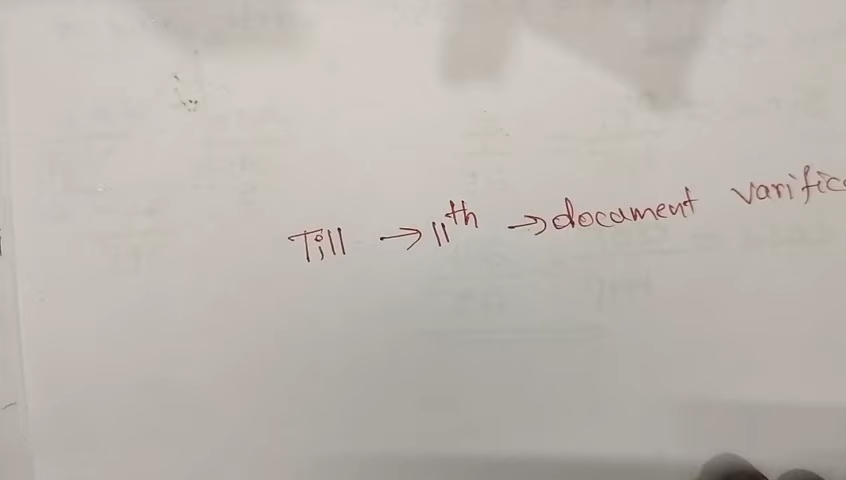 Till → 11th → document varific